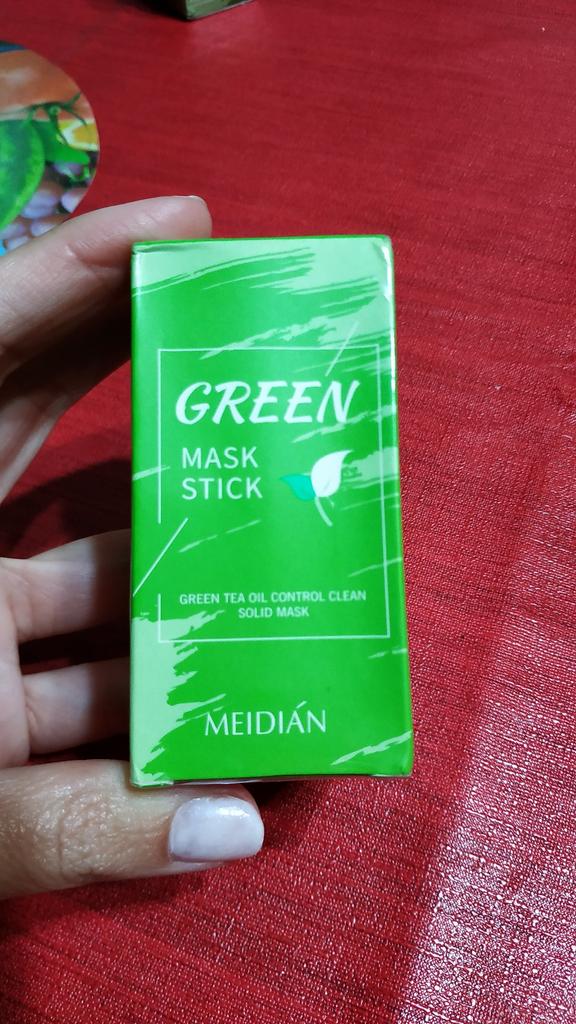 GREEN
MASK
STICK
GREEN TEA OIL CONTROL CLEAN
SOLID MASK
MEIDIÁN